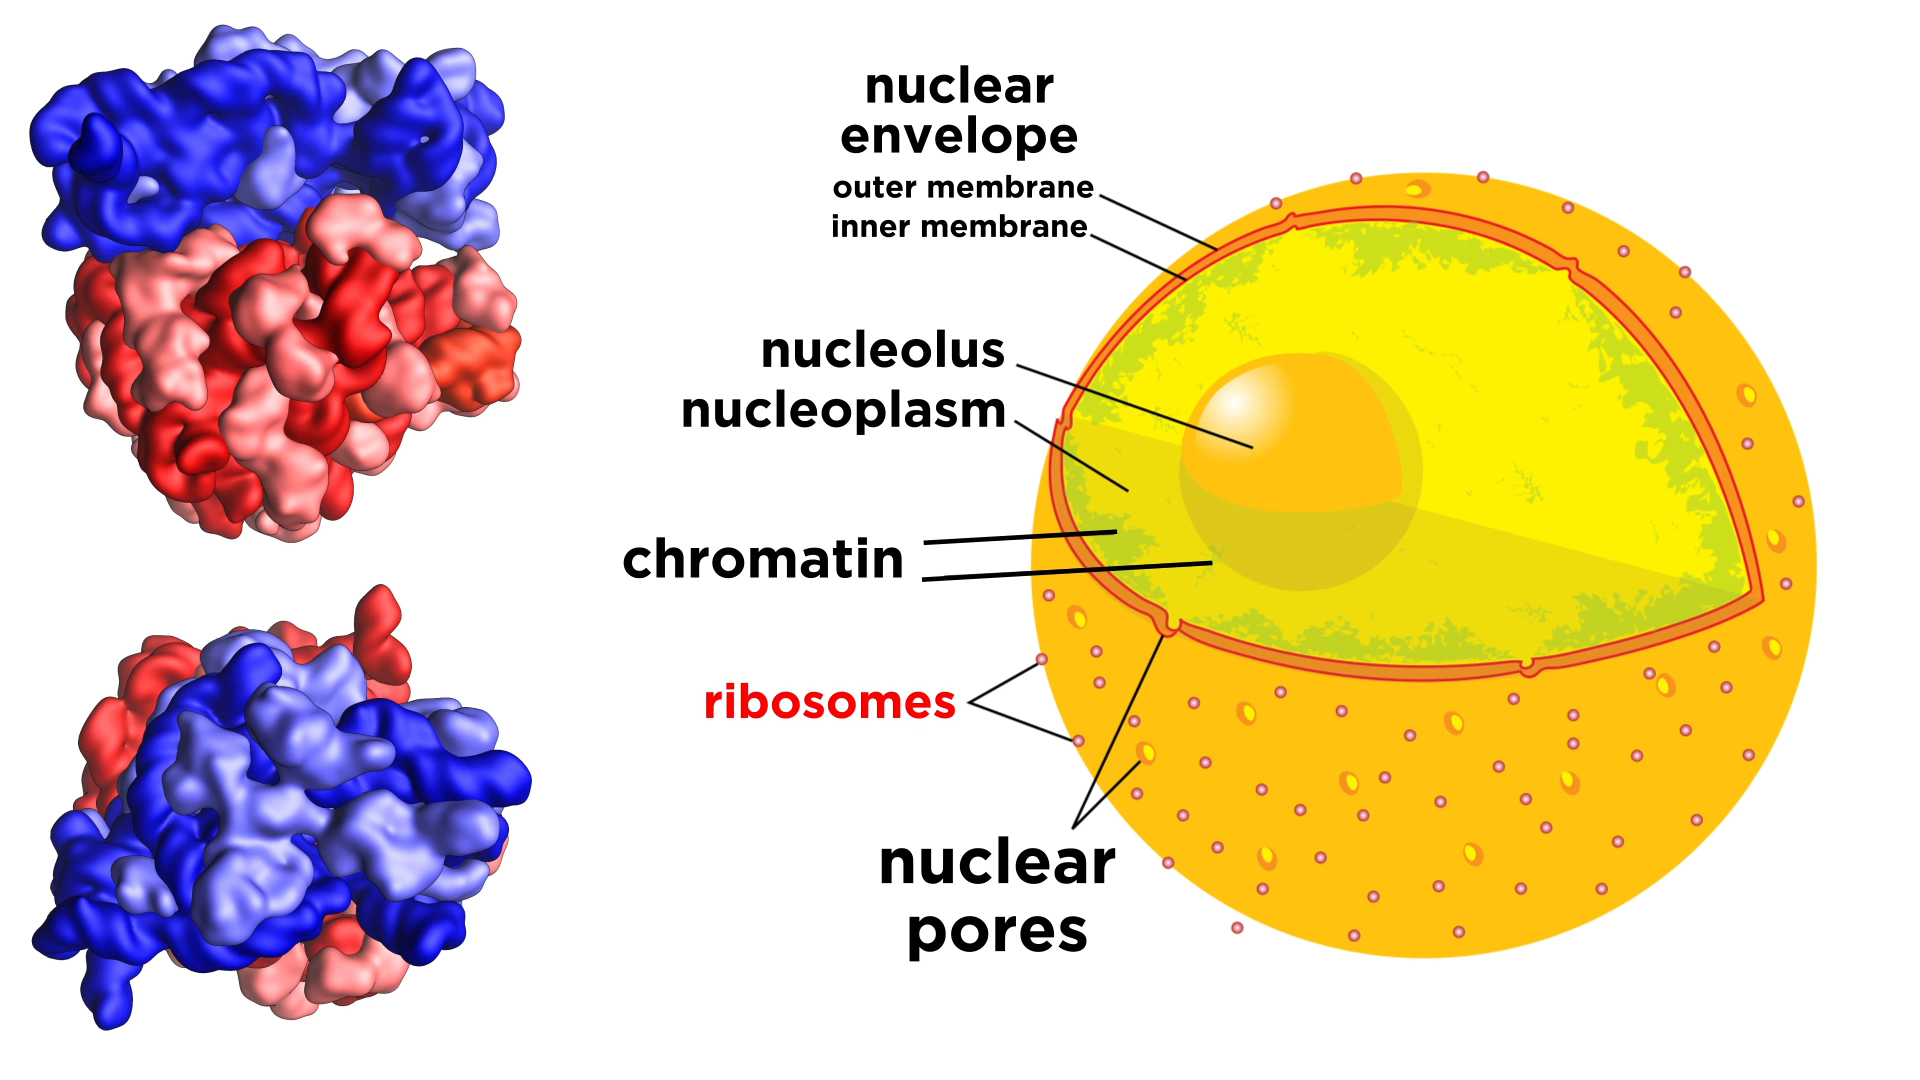 nuclear
envelope
outer membrane
inner membrane
nucleolus
nucleoplasm
chromatin
ribosomes
nuclear
pores